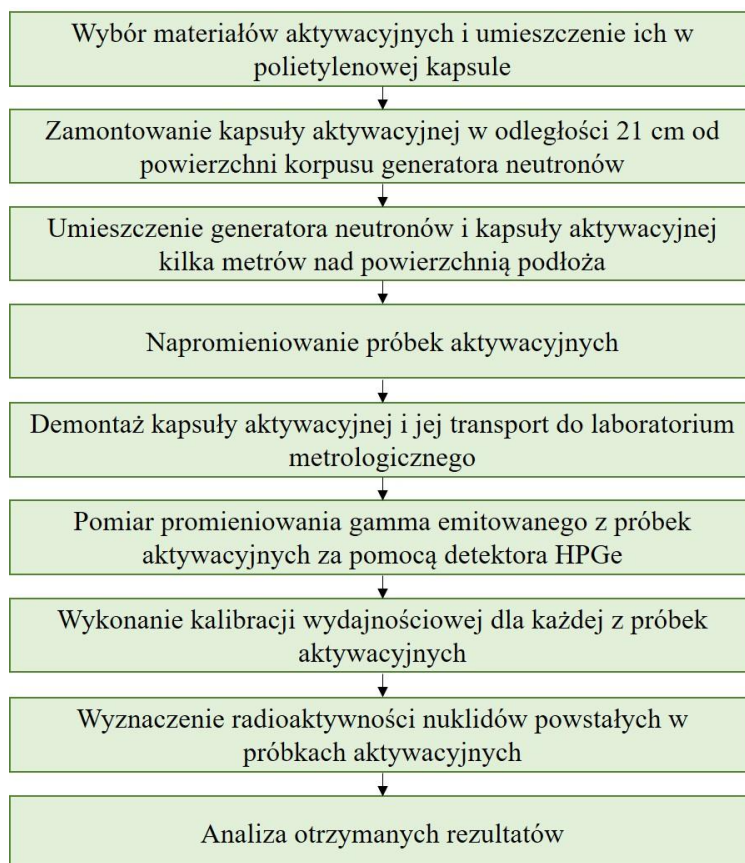 Wybór materiałów aktywacyjnych i umieszczenie ich w
polietylenowej kapsule
Zamontowanie kapsuły aktywacyjnej w odległości 21 cm od
powierzchni korpusu generatora neutronów
Umieszczenie generatora neutronów i kapsuły aktywacyjnej
kilka metrów nad powierzchnią podłoża
Napromieniowanie próbek aktywacyjnych
Demontaż kapsuły aktywacyjnej i jej transport do laboratorium
metrologicznego
Pomiar promieniowania gamma emitowanego z próbek
aktywacyjnych za pomocą detektora HPGe
Wykonanie kalibracji wydajnościowej dla każdej z próbek
aktywacyjnych
Wyznaczenie radioaktywności nuklidów powstałych w
próbkach aktywacyjnych
Analiza otrzymanych rezultatów